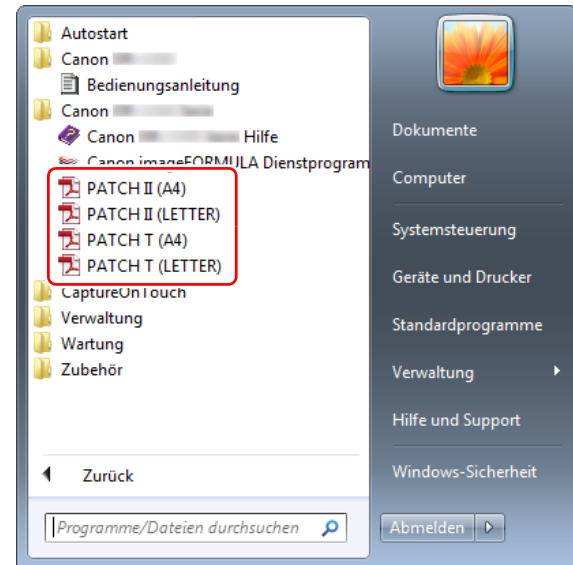 Autostart
Canon
Bedienungsanleitung
Canon
Canon Hilfe
Canon imageFORMULA Dienstprogram
PATCH II (A4)
PATCH II (LETTER)
PATCH T (A4)
PATCH T (LETTER)
CaptureOnTouch
Verwaltung
Wartung
Zubehör
Zurück
Programme/Dateien durchsuchen
Dokumente
Computer
Systemsteuerung
Geräte und Drucker
Standardprogramme
Verwaltung
Hilfe und Support
Windows-Sicherheit
Abmelden